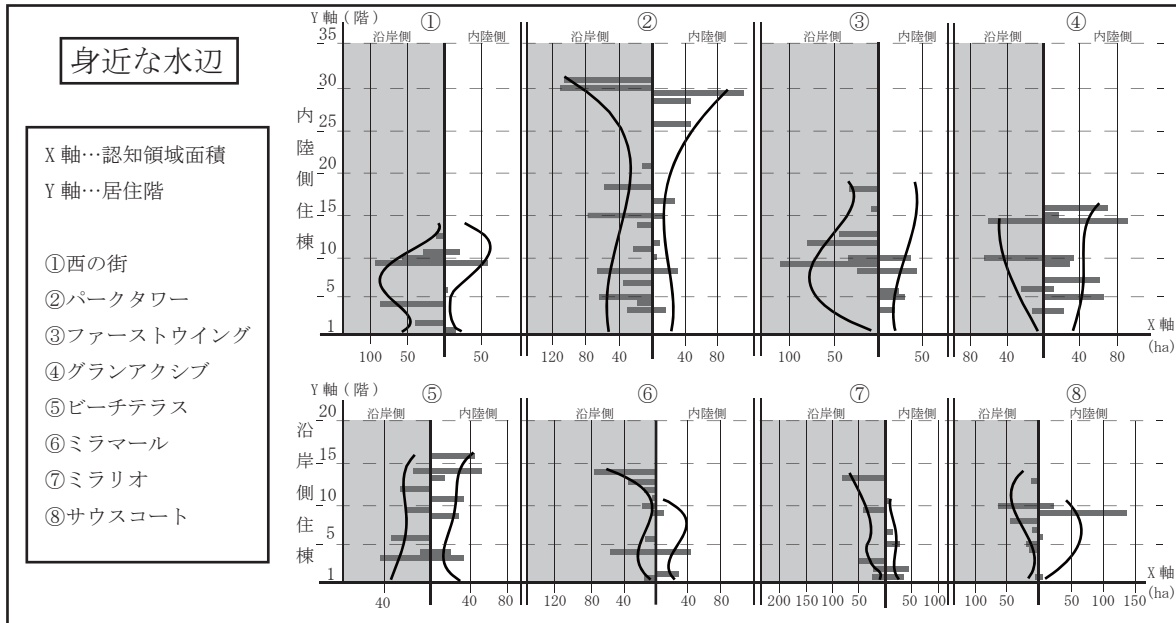 身近な水辺
X 軸…認知領域面積
Y 軸…居住階
①西の街
②パークタワー
③ファーストウイング
④グランアクシブ
⑤ビーチテラス
⑥ミラマール
⑦ミラリオ
⑧サウスコート
Y 軸 ( 階 )
① ② ③ ④
沿岸側 内陸側 沿岸側 内陸側 沿岸側 内陸側 沿岸側 内陸側
35
30
25
20
15
10
5
1
内陸側住棟
X 軸
(ha)
100 50 50 120 80 40 40 80 100 50 50 80 40 40 80
Y 軸 ( 階 )
⑤ ⑥ ⑦ ⑧
沿岸側 内陸側 沿岸側 内陸側 沿岸側 内陸側 沿岸側 内陸側
20
15
10
5
1
沿岸側住棟
X 軸
(ha)
40 40 80 120 80 40 40 80 200 150 100 50 50 100 100 50 50 100 150